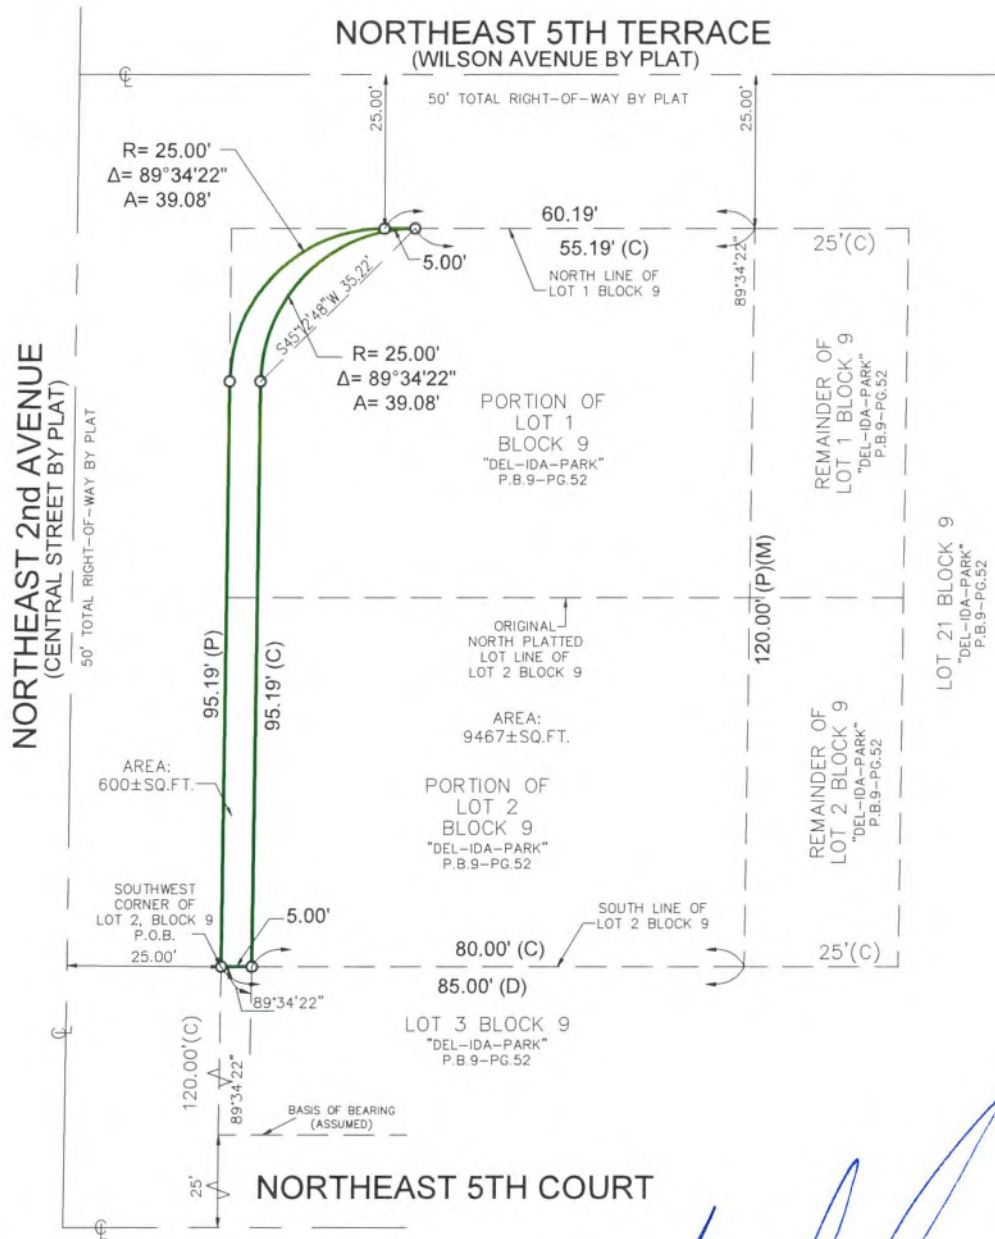 NORTHEAST 5TH TERRACE
(WILSON AVENUE BY PLAT)
℄
50' TOTAL RIGHT-OF-WAY BY PLAT
25.00'
25.00'
R= 25.00'
Δ= 89°34'22"
A= 39.08'
60.19'
55.19' (C)
25'(C)
5.00'
NORTH LINE OF
LOT 1 BLOCK 9
89°34'22"
S45°12'48"W 35.22'
R= 25.00'
Δ= 89°34'22"
A= 39.08'
NORTHEAST 2nd AVENUE
(CENTRAL STREET BY PLAT)
50' TOTAL RIGHT-OF-WAY BY PLAT
PORTION OF
LOT 1
BLOCK 9
"DEL-IDA-PARK"
P.B.9-PG.52
REMAINDER OF
LOT 1 BLOCK 9
"DEL-IDA-PARK"
P.B.9-PG.52
LOT 21 BLOCK 9
"DEL-IDA-PARK"
P.B.9-PG.52
120.00' (P)(M)
ORIGINAL
NORTH PLATTED
LOT LINE OF
LOT 2 BLOCK 9
95.19' (P)
95.19' (C)
AREA:
9467±SQ.FT.
AREA:
600±SQ.FT.
PORTION OF
LOT 2
BLOCK 9
"DEL-IDA-PARK"
P.B.9-PG.52
REMAINDER OF
LOT 2 BLOCK 9
"DEL-IDA-PARK"
P.B.9-PG.52
SOUTHWEST
CORNER OF
LOT 2, BLOCK 9
P.O.B.
25.00'
5.00'
SOUTH LINE OF
LOT 2 BLOCK 9
80.00' (C)
25'(C)
85.00' (D)
89°34'22"
LOT 3 BLOCK 9
"DEL-IDA-PARK"
P.B.9-PG.52
℄
120.00'(C)
89°34'22"
BASIS OF BEARING
(ASSUMED)
25'
NORTHEAST 5TH COURT
℄